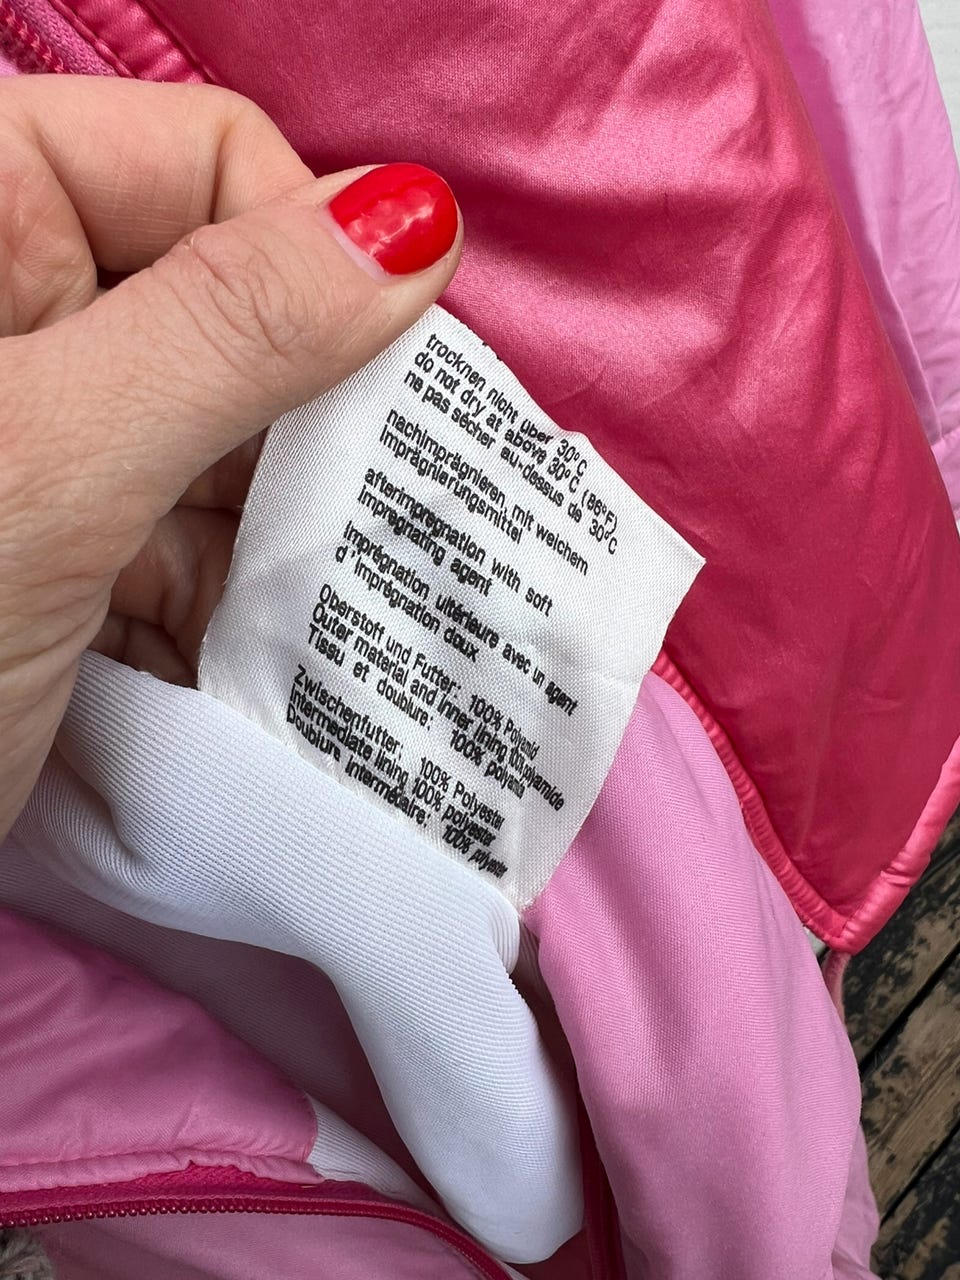 trocknen nicht über 30°C
do not dry at above 30°C (86°F)
ne pas sécher au-dessus de 30°C
nachimprägnieren mit weichem
Imprägnierungsmittel
afterimpregnation with soft
Impregnating agent
Imprégnation ultérieure avec un agent
d'Imprégnation doux
Oberstoff und Futter: 100% Polyamid
Outer material and inner lining 100% polyamide
Tissu et doublure: 100% polyamid
Zwischenfutter: 100% Polyester
Intermediate lining 100% polyester
Doublure Intermédiaire: 100% plyester